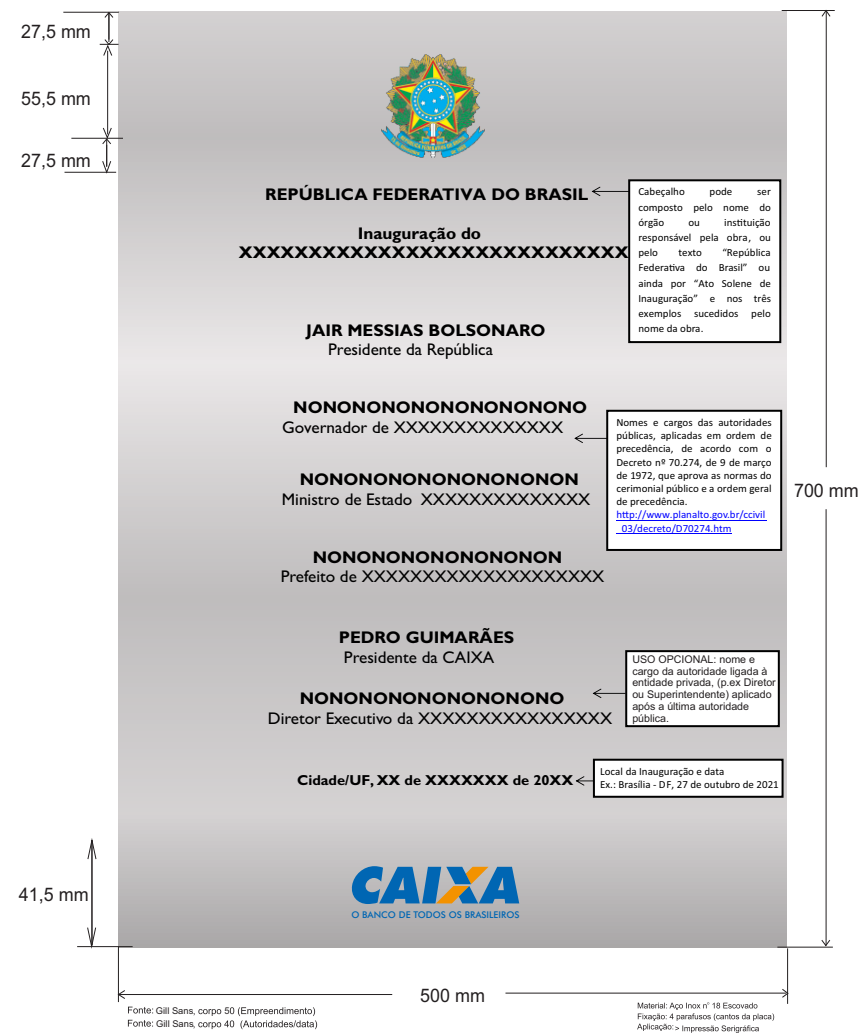 27,5 mm
55,5 mm
27,5 mm
REPÚBLICA FEDERATIVA DO BRASIL
Cabeçalho pode ser
composto pelo nome do
órgão ou instituição
responsável pela obra, ou
pelo texto “República
Federativa do Brasil” ou
ainda por “Ato Solene de
Inauguração” e nos três
exemplos sucedidos pelo
nome da obra.
Inauguração do
XXXXXXXXXXXXXXXXXXXXXXXXXXXX
JAIR MESSIAS BOLSONARO
Presidente da República
NONONONONONONONONONO
Governador de XXXXXXXXXXXXXX
Nomes e cargos das autoridades
públicas, aplicadas em ordem de
precedência, de acordo com o
Decreto nº 70.274, de 9 de março
de 1972, que aprova as normas do
cerimonial público e a ordem geral
de precedência.
http://www.planalto.gov.br/ccivil
_03/decreto/D70274.htm
NONONONONONONONONON
Ministro de Estado XXXXXXXXXXXXXX
700 mm
NONONONONONONONON
Prefeito de XXXXXXXXXXXXXXXXXXXX
PEDRO GUIMARÃES
Presidente da CAIXA
USO OPCIONAL: nome e
cargo da autoridade ligada à
entidade privada, (p.ex Diretor
ou Superintendente) aplicado
após a última autoridade
pública.
NONONONONONONONONO
Diretor Executivo da XXXXXXXXXXXXXXXX
Cidade/UF, XX de XXXXXXX de 20XX
Local da Inauguração e data
Ex.: Brasília - DF, 27 de outubro de 2021
41,5 mm
CAIXA
O BANCO DE TODOS OS BRASILEIROS
500 mm
Fonte: Gill Sans, corpo 50 (Empreendimento)
Fonte: Gill Sans, corpo 40 (Autoridades/data)
Material: Aço Inox n° 18 Escovado
Fixação: 4 parafusos (cantos da placa)
Aplicação:> Impressão Serigráfica